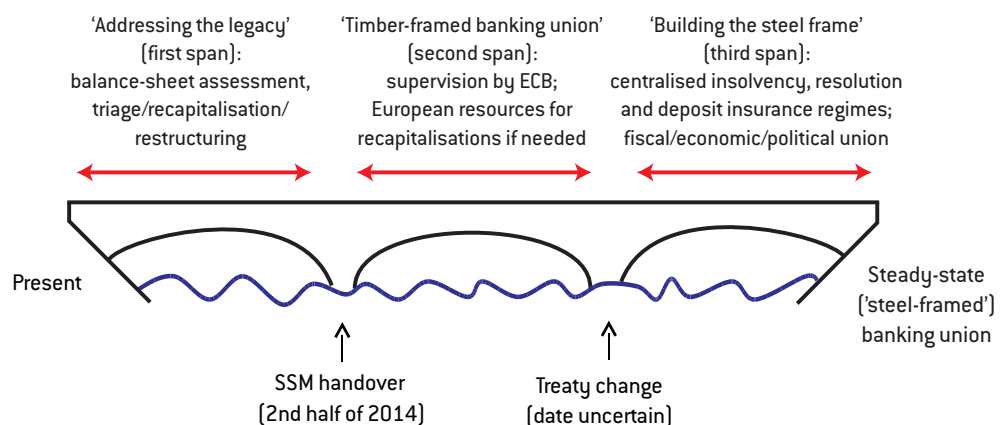 ‘Addressing the legacy’
(first span):
balance-sheet assessment,
triage/recapitalisation/
restructuring
‘Timber-framed banking union’
(second span):
supervision by ECB;
European resources for
recapitalisations if needed
‘Building the steel frame’
(third span):
centralised insolvency, resolution
and deposit insurance regimes;
fiscal/economic/political union
Present
Steady-state
(’steel-framed’)
banking union
SSM handover
(2nd half of 2014)
Treaty change
(date uncertain)